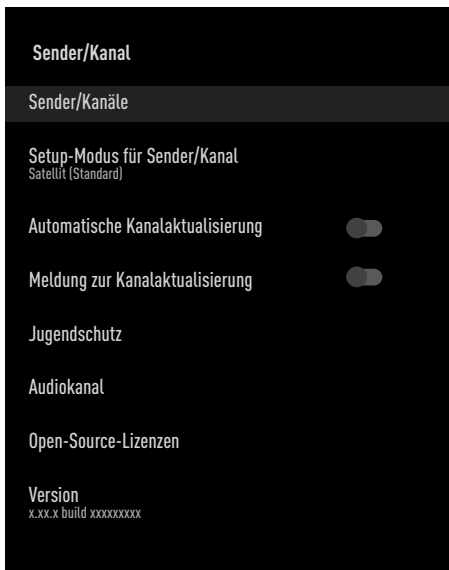 Sender/Kanal
Sender/Kanäle
Setup-Modus für Sender/Kanal
Satellit (Standard)
Automatische Kanalaktualisierung
Meldung zur Kanalaktualisierung
Jugendschutz
Audiokanal
Open-Source-Lizenzen
Version
x.xx.x build xxxxxxxxx